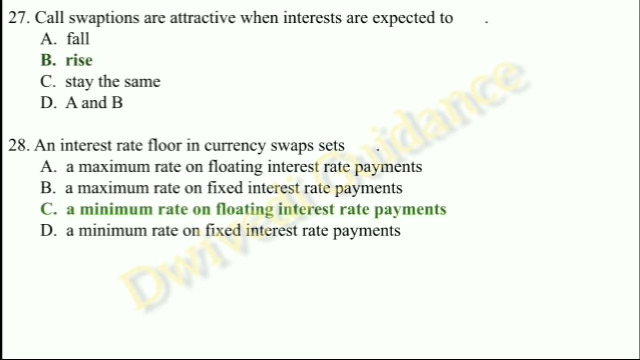 27. Call swaptions are attractive when interests are expected to .
A. fall
B. rise
C. stay the same
D. A and B
28. An interest rate floor in currency swaps sets .
A. a maximum rate on floating interest rate payments
B. a maximum rate on fixed interest rate payments
C. a minimum rate on floating interest rate payments
D. a minimum rate on fixed interest rate payments
Dwivedi Guidance